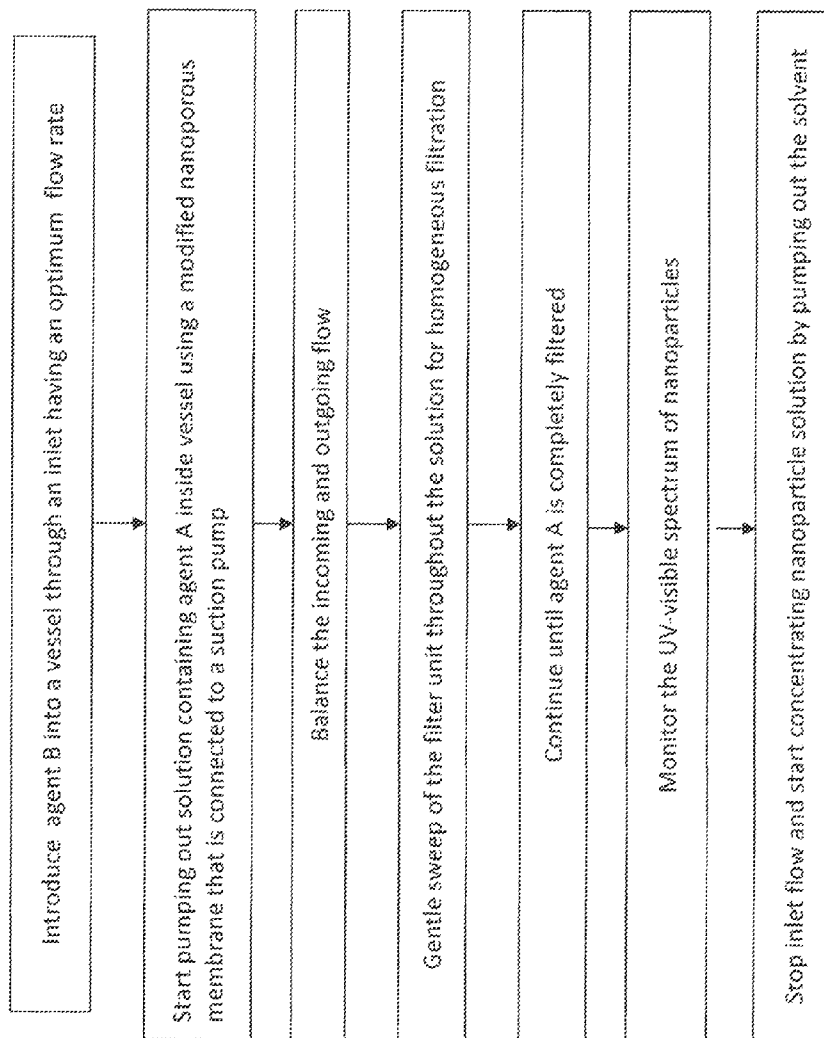 Introduce agent B into a vessel through an inlet having an optimum flow rate
Start pumping out solution containing agent A inside vessel using a modified nanoporous
membrane that is connected to a suction pump
Balance the incoming and outgoing flow
Gentle sweep of the filter unit throughout the solution for homogeneous filtration
Continue until agent A is completely filtered
Monitor the UV-visible spectrum of nanoparticles
Stop inlet flow and start concentrating nanoparticle solution by pumping out the solvent